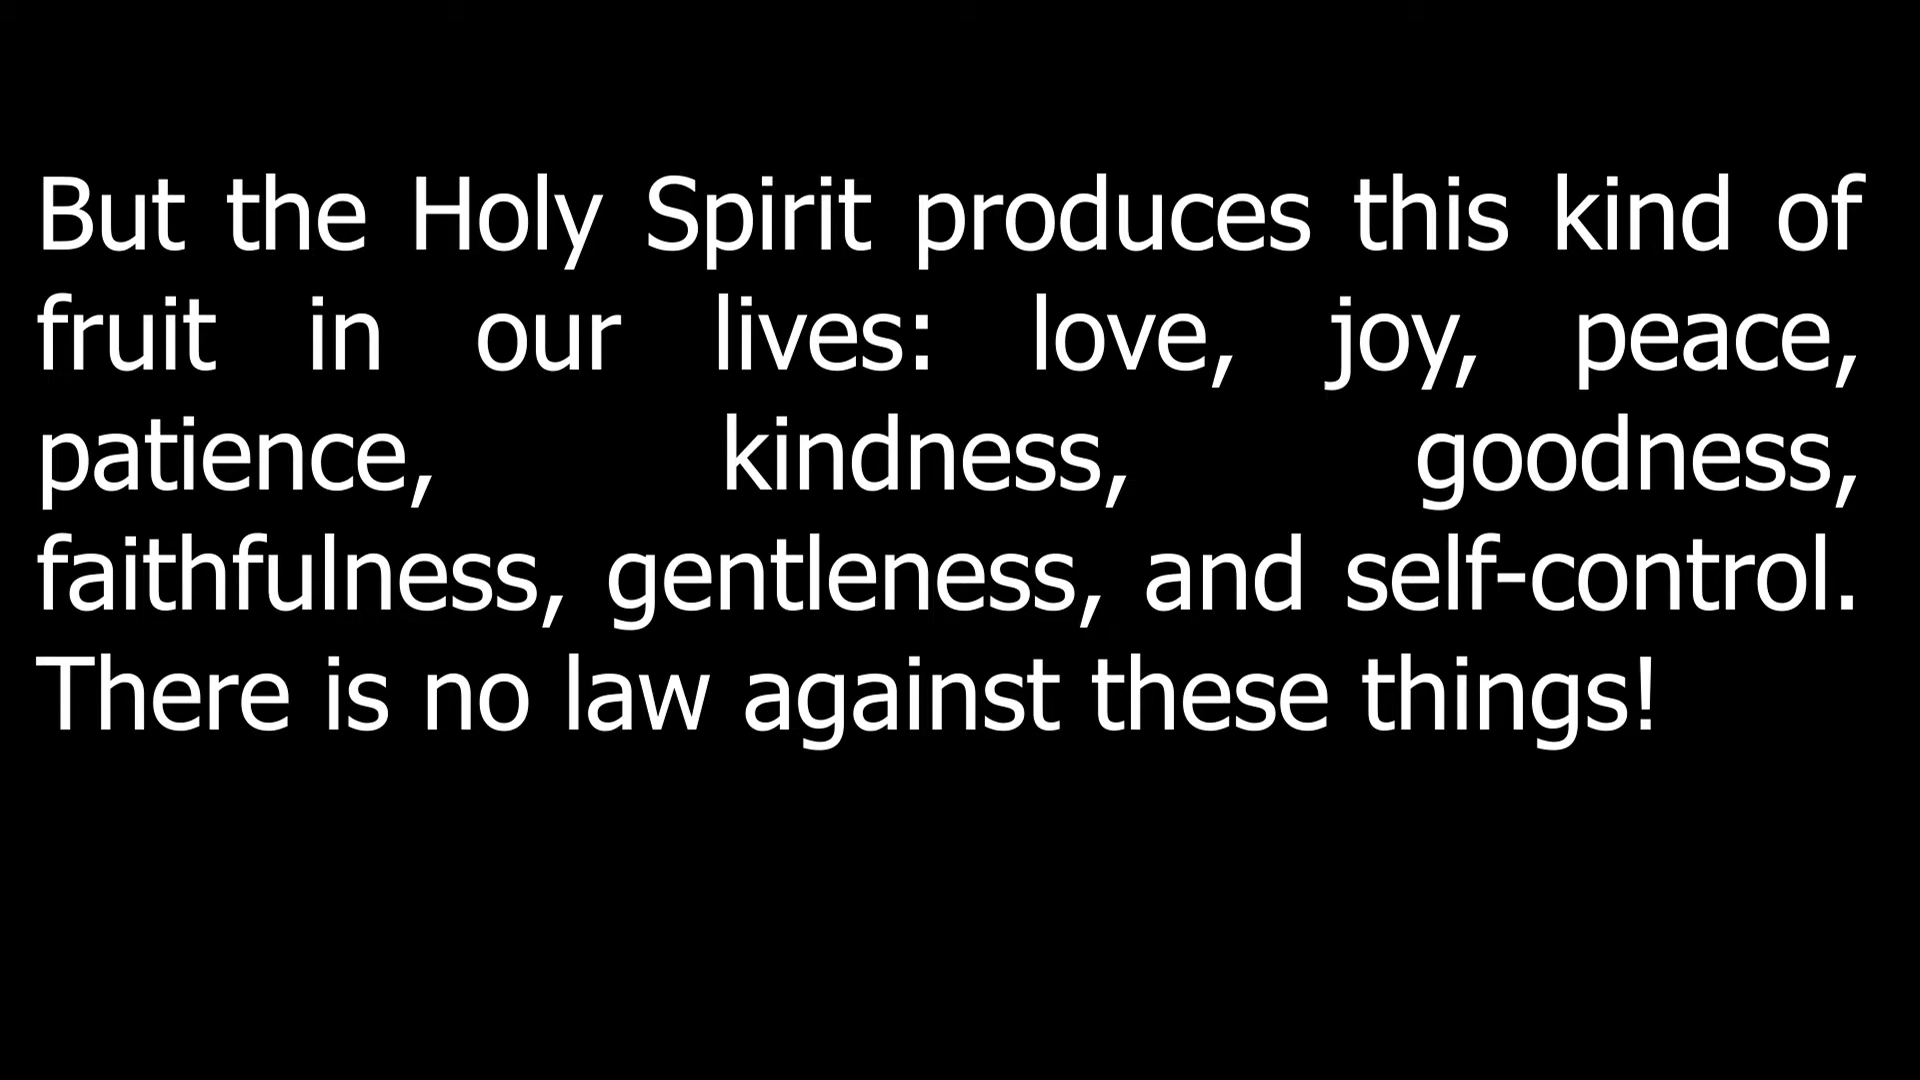 But the Holy Spirit produces this kind of
fruit in our lives: love, joy, peace,
patience, kindness, goodness,
faithfulness, gentleness, and self-control.
There is no law against these things!